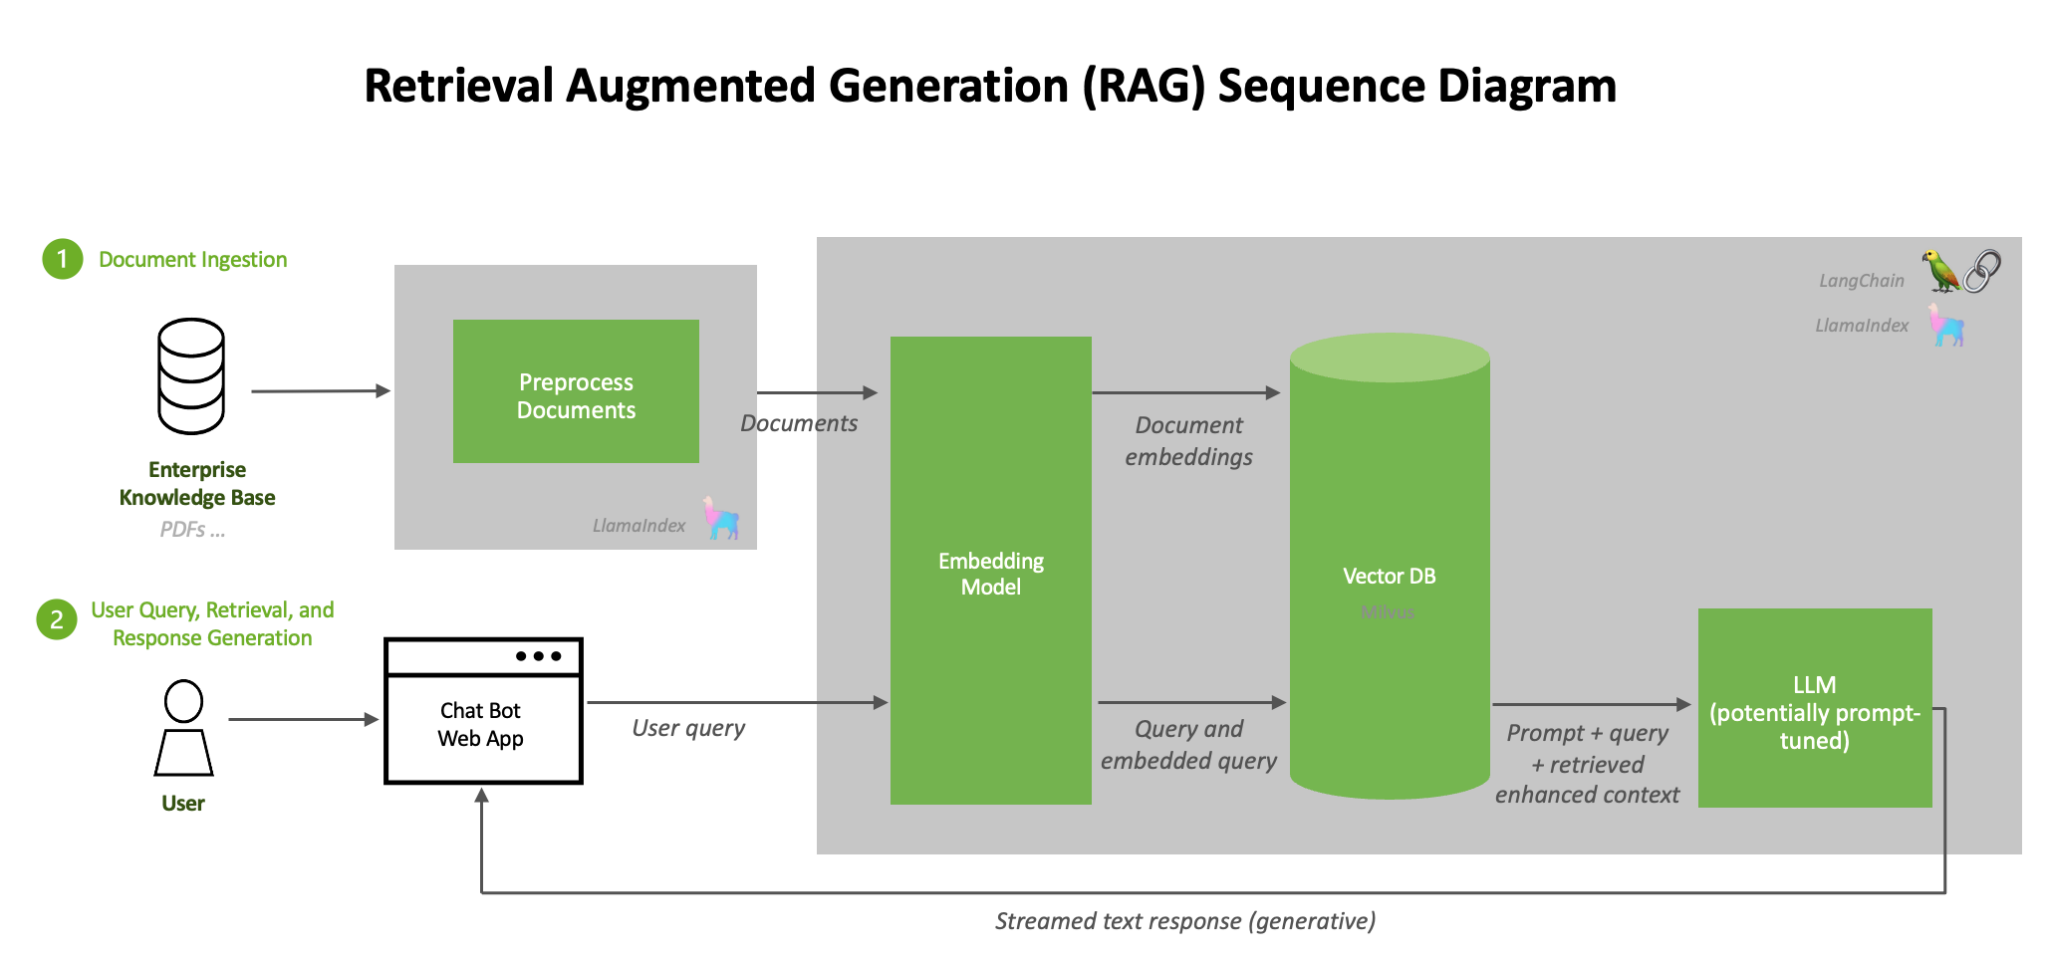 Retrieval Augmented Generation (RAG) Sequence Diagram
1
Document Ingestion
Enterprise
Knowledge Base
PDFs ...
Preprocess
Documents
LlamaIndex
Documents
LangChain
LlamaIndex
Embedding
Model
Document
embeddings
Vector DB
Milvus
2
User Query, Retrieval, and
Response Generation
User
Chat Bot
Web App
User query
Query and
embedded query
Prompt + query
+ retrieved
enhanced context
LLM
(potentially prompt-
tuned)
Streamed text response (generative)